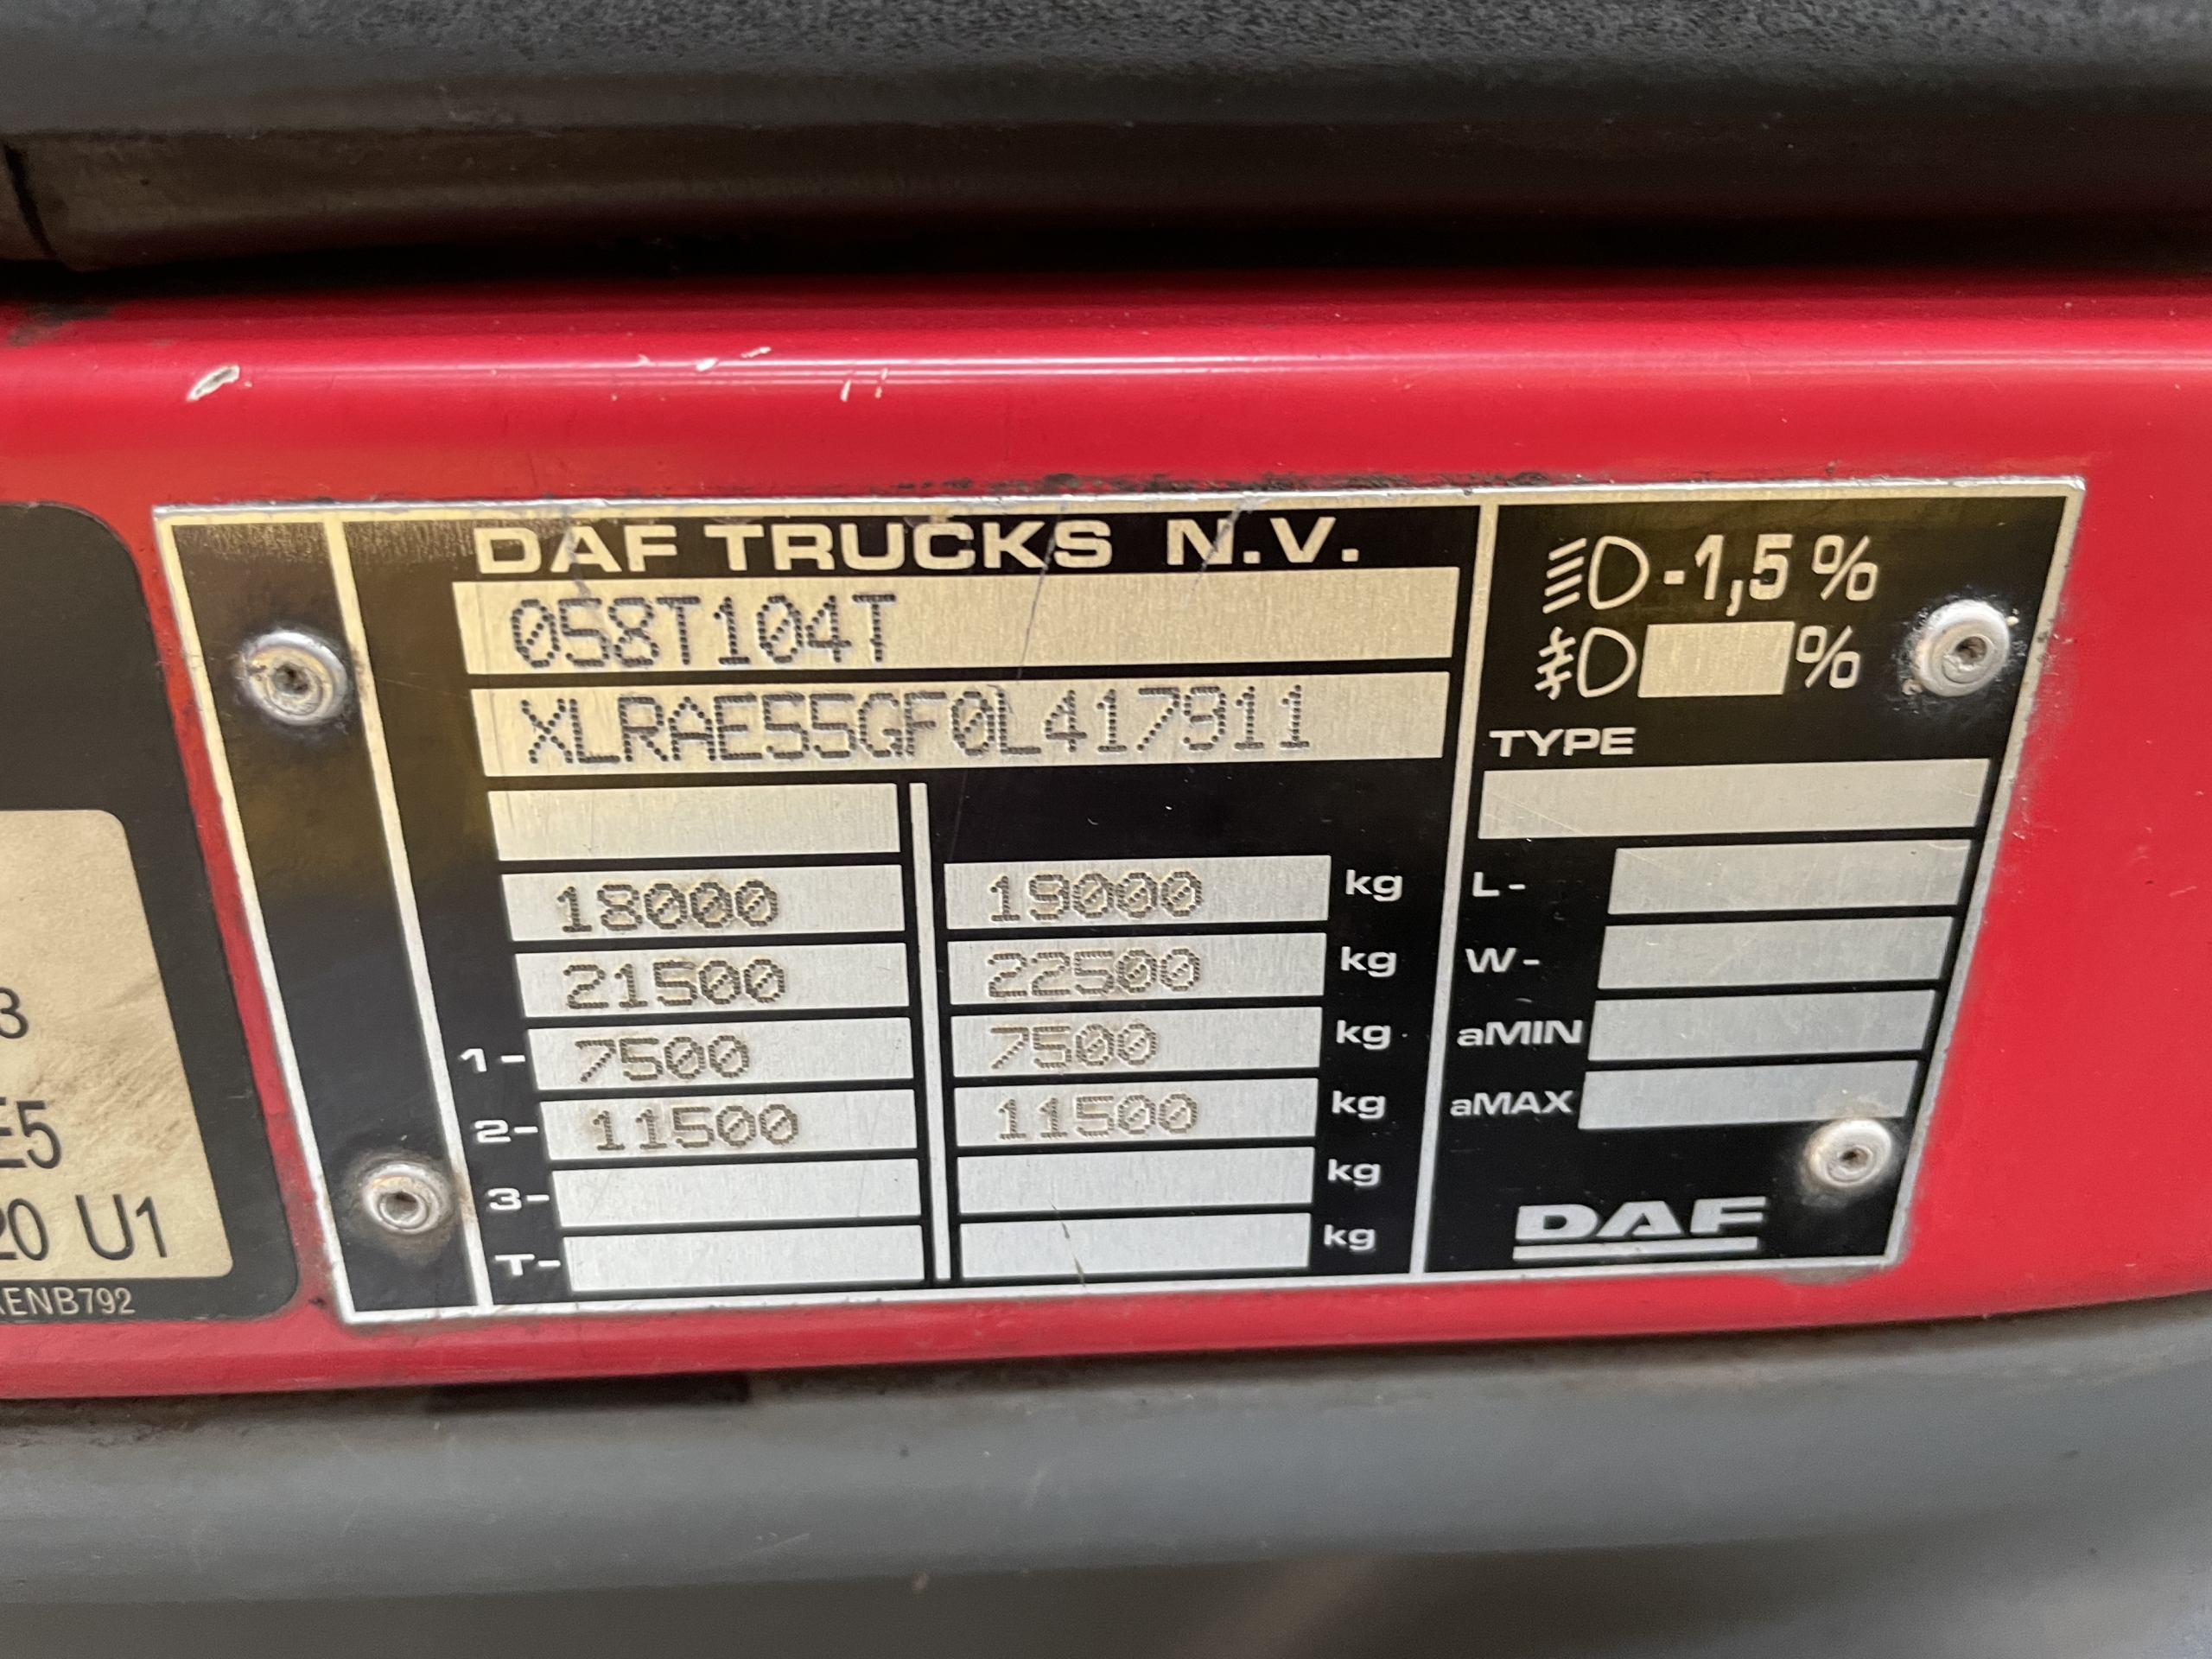 DAF TRUCKS N.V.
058T104T
XLRAE55GF0L417911
18000 19000 kg
21500 22500 kg
1- 7500 7500 kg
2- 11500 11500 kg
3- kg
T- kg
-1,5 %
%
TYPE
L-
W-
aMIN
aMAX
DAF
3
E5
20 U1
ENB792